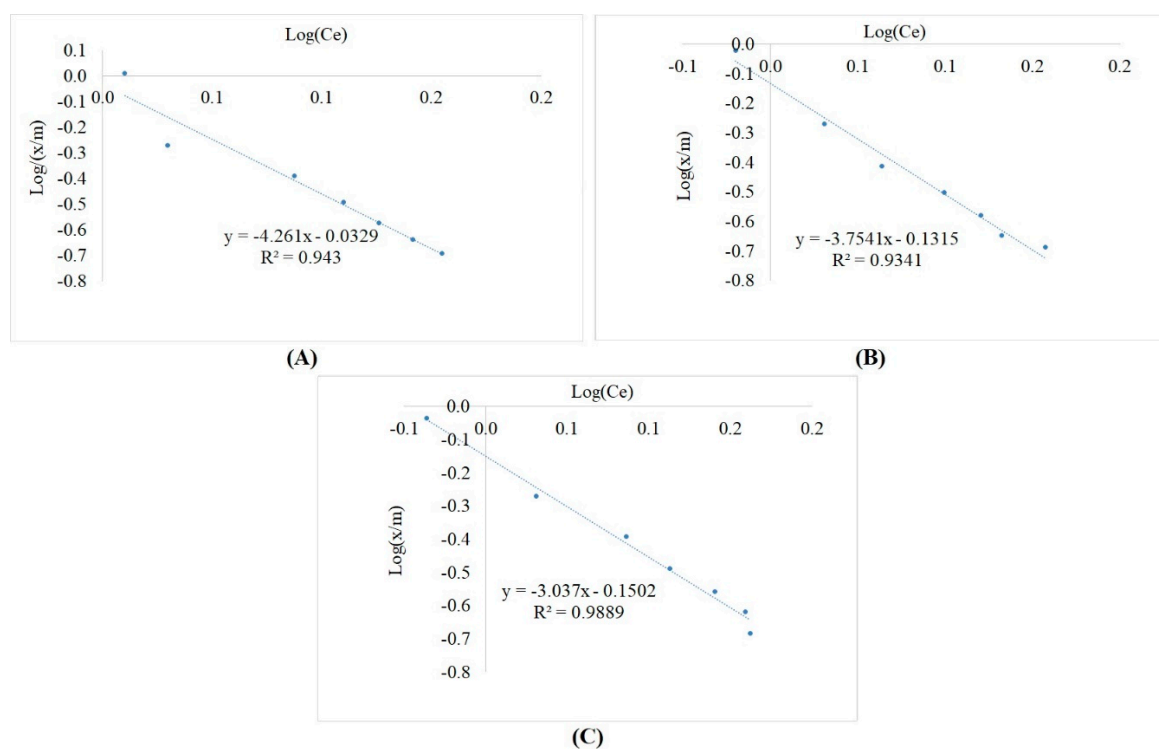 Log(Ce)
0.1
0.0
-0.1
-0.2
-0.3
-0.4
-0.5
-0.6
-0.7
-0.8
0.0 0.1 0.1 0.2 0.2
Log/(x/m)
y = -4.261x - 0.0329
R² = 0.943
(A)
Log(Ce)
0.0
-0.1 0.0 0.1 0.1 0.2 0.2
-0.1
-0.2
-0.3
-0.4
-0.5
-0.6
-0.7
-0.8
Log(x/m)
y = -3.7541x - 0.1315
R² = 0.9341
(B)
Log(Ce)
0.0
-0.1 0.0 0.1 0.1 0.2 0.2
-0.1
-0.2
-0.3
-0.4
-0.5
-0.6
-0.7
-0.8
Log(x/m)
y = -3.037x - 0.1502
R² = 0.9889
(C)